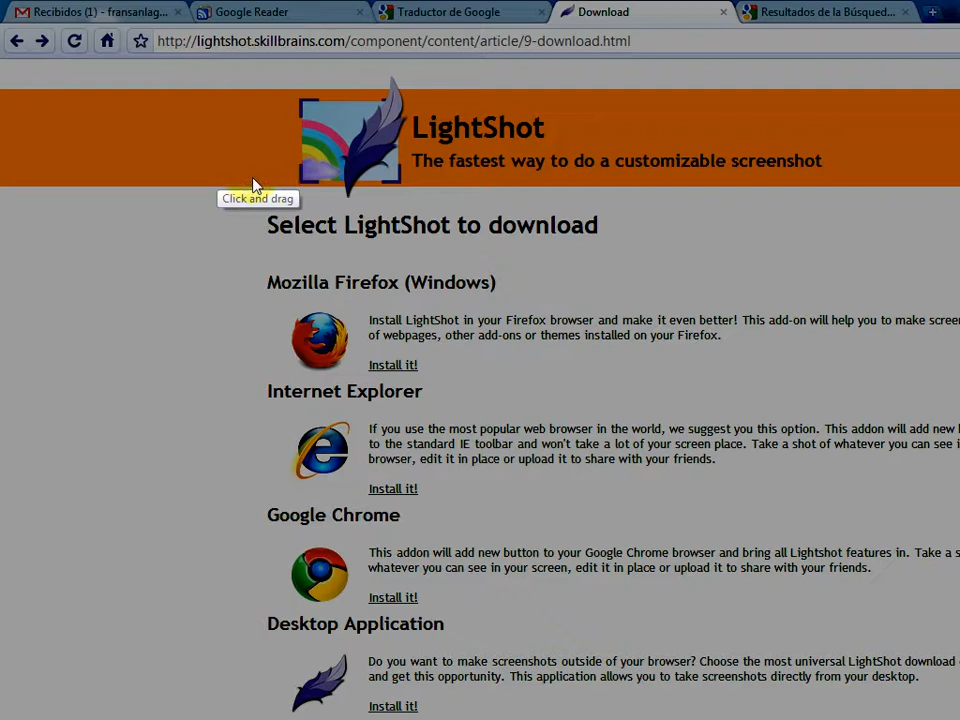 Recibidos (1) - fransanlag...
Google Reader
Traductor de Google
Download
Resultados de la Búsqued...
http://lightshot.skillbrains.com/component/content/article/9-download.html
LightShot
The fastest way to do a customizable screenshot
Click and drag
Select LightShot to download
Mozilla Firefox (Windows)
Install LightShot in your Firefox browser and make it even better! This add-on will help you to make scree
of webpages, other add-ons or themes installed on your Firefox.
Install it!
Internet Explorer
If you use the most popular web browser in the world, we suggest you this option. This addon will add new
to the standard IE toolbar and won't take a lot of your screen place. Take a shot of whatever you can see i
browser, edit it in place or upload it to share with your friends.
Install it!
Google Chrome
This addon will add new button to your Google Chrome browser and bring all Lightshot features in. Take a s
whatever you can see in your screen, edit it in place or upload it to share with your friends.
Install it!
Desktop Application
Do you want to make screenshots outside of your browser? Choose the most universal LightShot download
and get this opportunity. This application allows you to take screenshots directly from your desktop.
Install it!